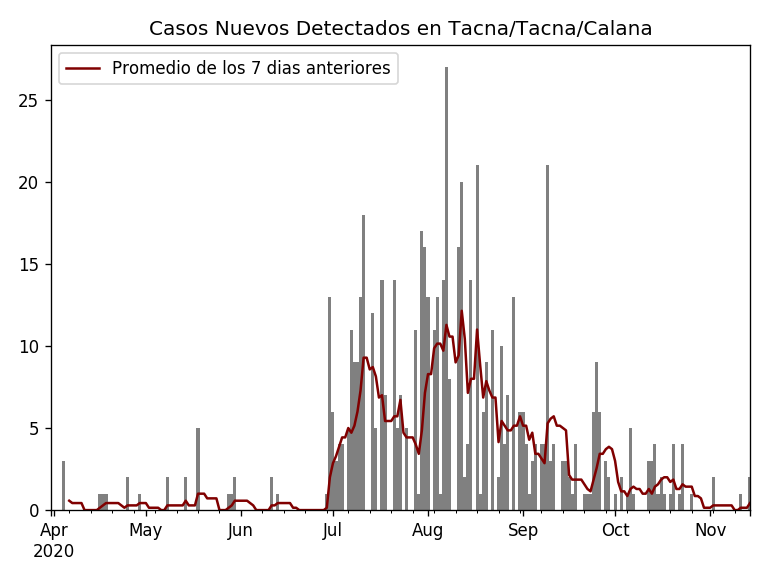 Casos Nuevos Detectados en Tacna/Tacna/Calana
Promedio de los 7 dias anteriores
25
20
15
10
5
0
Apr May Jun Jul Aug Sep Oct Nov
2020